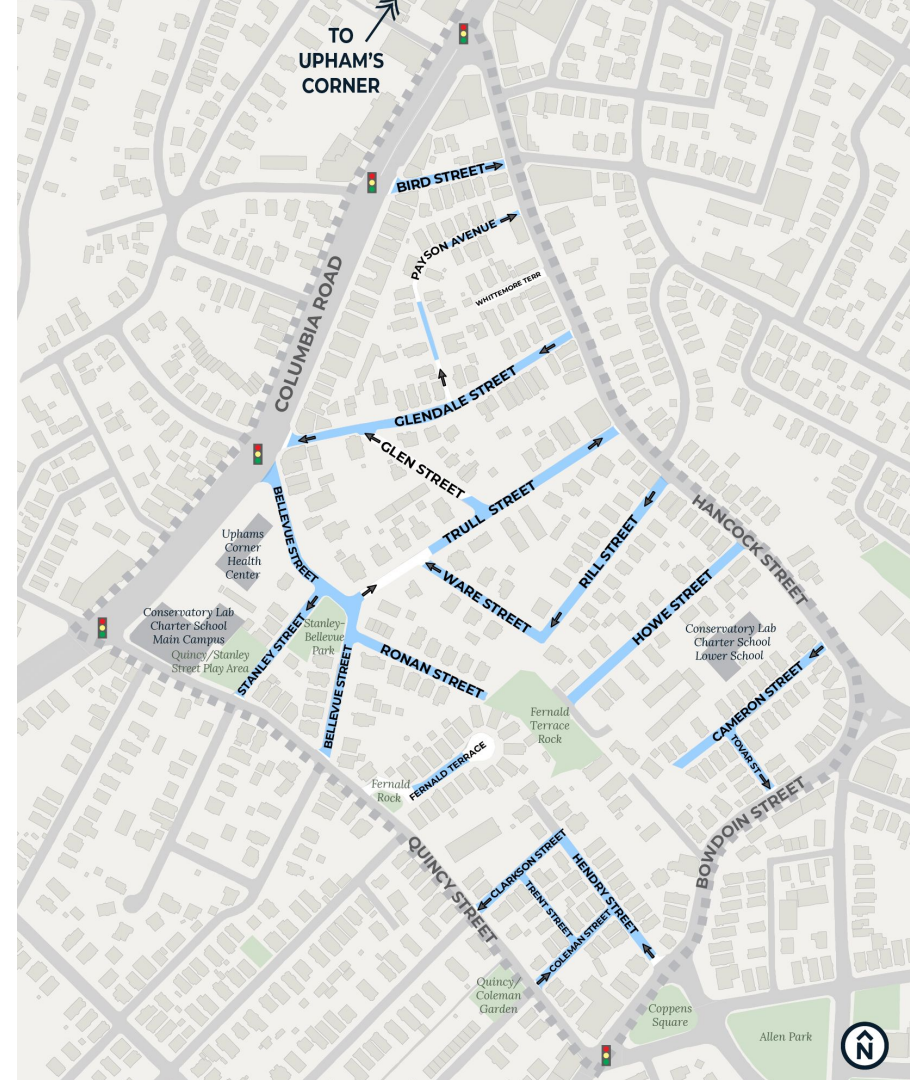 TO
UPHAM'S
CORNER
BIRD STREET
PAYSON AVENUE
WHITTEMORE TERR
COLUMBIA ROAD
GLENDALE STREET
GLEN STREET
TRULL STREET
BELLEVUE STREET
HANCOCK STREET
RILL STREET
Uphams
Corner
Health
Center
WARE STREET
HOWE STREET
Conservatory Lab
Charter School
Main Campus
Stanley-
Bellevue
Park
Conservatory Lab
Charter School
Lower School
Quincy/Stanley
Street Play Area
STANLEY STREET
RONAN STREET
BELLEVUE STREET
CAMERON STREET
Fernald
Terrace
Rock
TOVAR ST
FERNALD TERRACE
Fernald
Rock
BOWDOIN STREET
QUINCY STREET
CLARKSON STREET
HENDRY STREET
TRENT STREET
COLEMAN STREET
Quincy/
Coleman
Garden
Coppens
Square
Allen Park
N